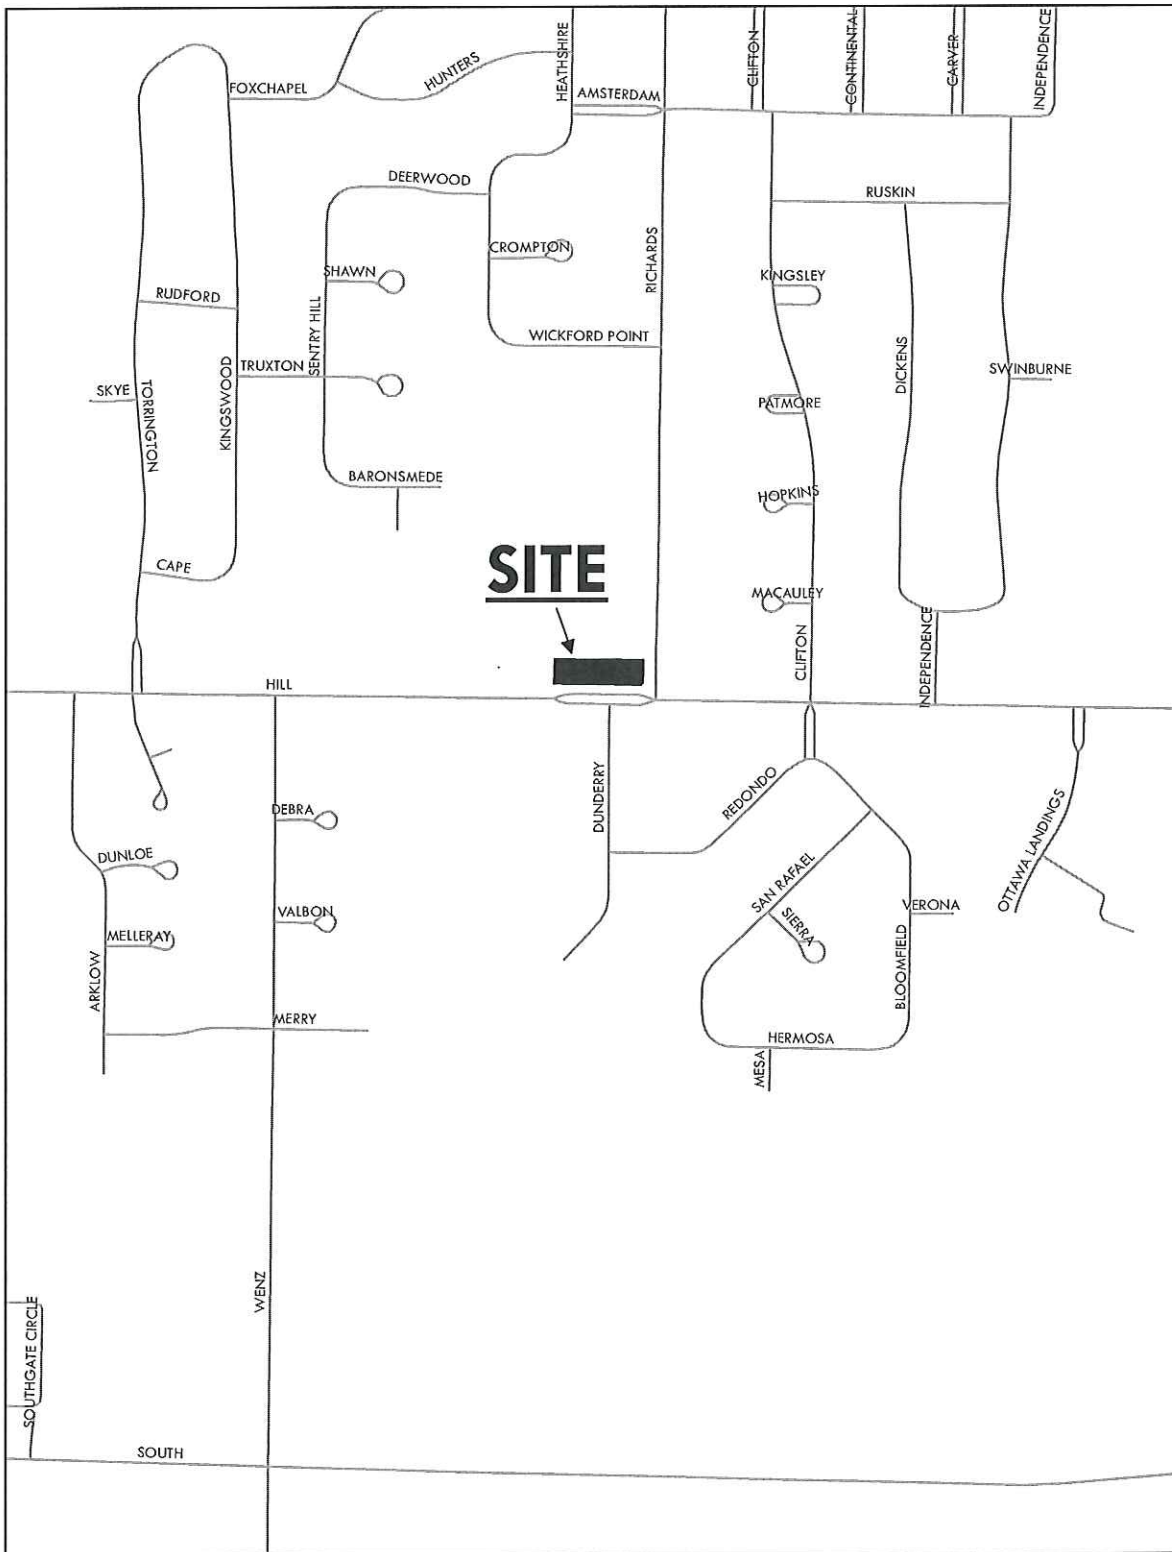 CLIFTON
CONTINENTAL
CARVER
INDEPENDENCE
HEATHSHIRE
HUNTERS
FOXCHAPEL
AMSTERDAM
DEERWOOD
RUSKIN
CROMPTON
RICHARDS
SHAWN
KINGSLEY
RUDFORD
SENTRY HILL
WICKFORD POINT
TRUXTON
KINGSWOOD
DICKENS
SWINBURNE
SKYE
TORRINGTON
PATMORE
BARONSMEDE
HOPKINS
CAPE
SITE
MACAULEY
CLIFTON
INDEPENDENCE
HILL
DUNDERRY
REDONDO
DEBRA
OTTAWA LANDINGS
DUNLOE
SAN RAFAEL
VALBON
SIERRA
VERONA
MELLERAY
ARKLOW
BLOOMFIELD
MERRY
HERMOSA
MESA
WENZ
SOUTHGATE CIRCLE
SOUTH